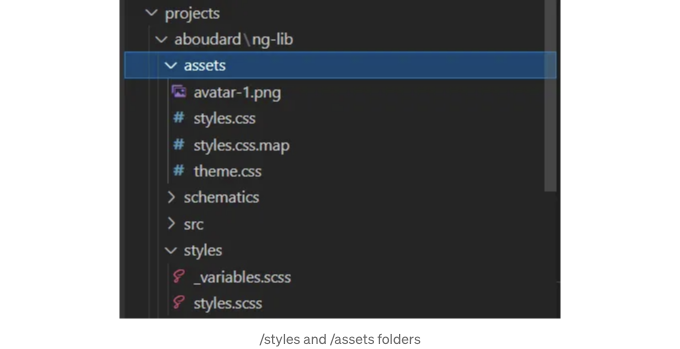 projects
aboudard\ng-lib
assets
avatar-1.png
# styles.css
# styles.css.map
# theme.css
schematics
src
styles
_variables.scss
styles.scss
/styles and /assets folders